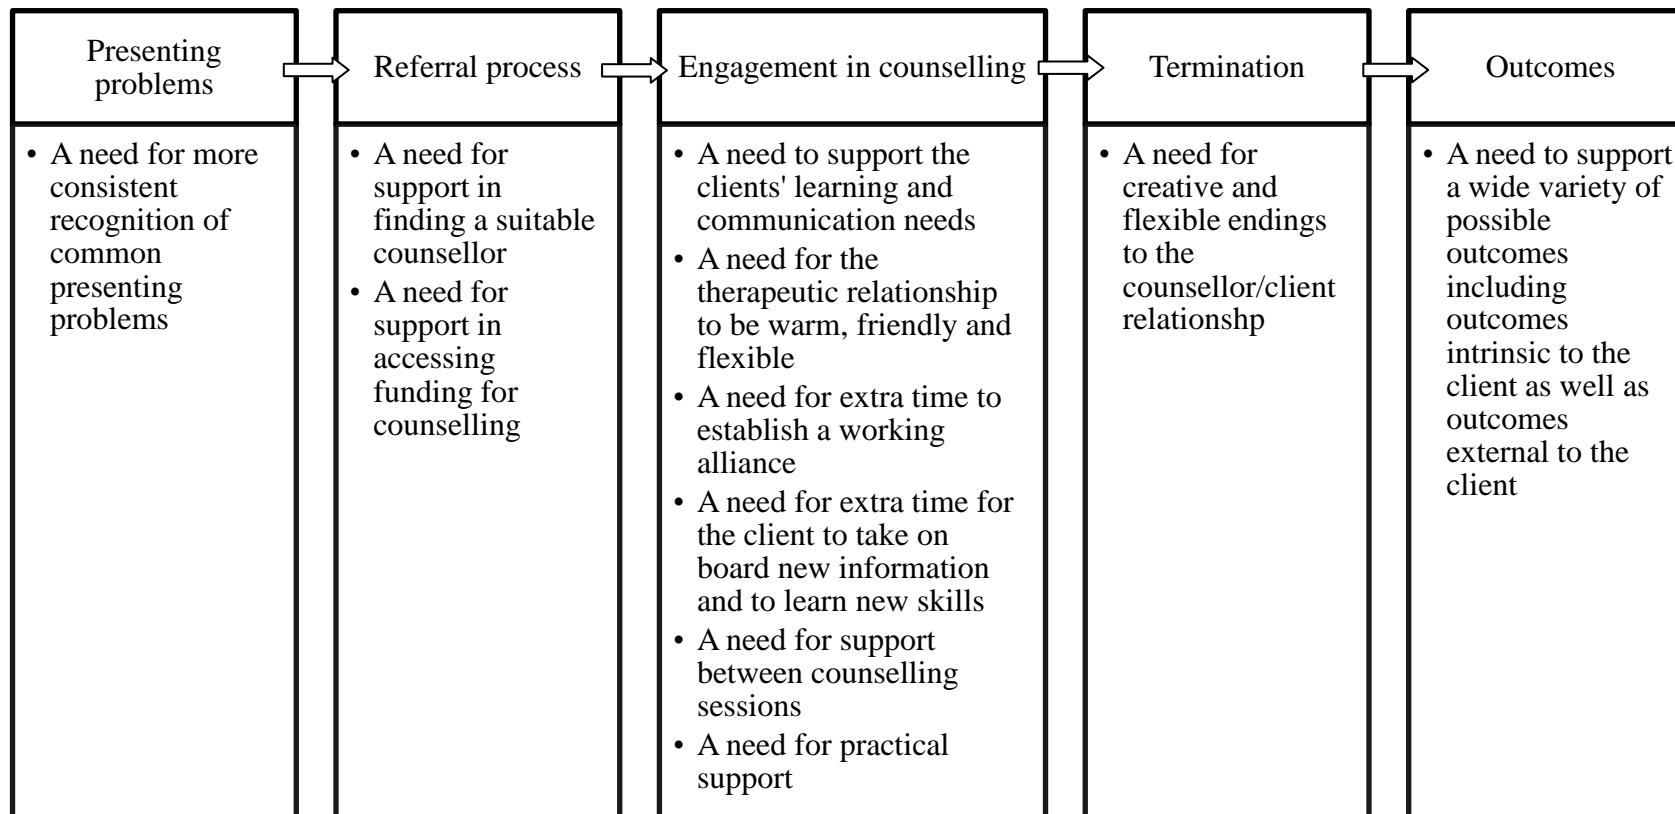 Presenting
problems
Referral process
Engagement in counselling
Termination
Outcomes
• A need for more
consistent
recognition of
common
presenting
problems
• A need for
support in
finding a suitable
counsellor
• A need for
support in
accessing
funding for
counselling
• A need to support the
clients' learning and
communication needs
• A need for the
therapeutic relationship
to be warm, friendly and
flexible
• A need for extra time to
establish a working
alliance
• A need for extra time for
the client to take on
board new information
and to learn new skills
• A need for support
between counselling
sessions
• A need for practical
support
• A need for
creative and
flexible endings
to the
counsellor/client
relationshp
• A need to support
a wide variety of
possible
outcomes
including
outcomes
intrinsic to the
client as well as
outcomes
external to the
client